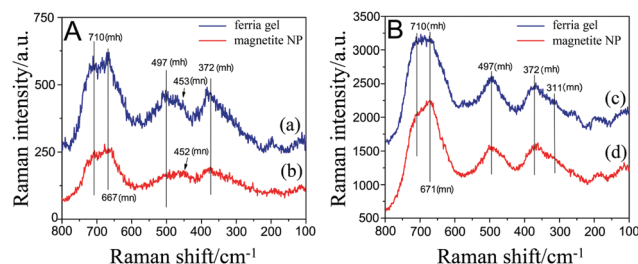 A
ferria gel
magnetite NP
710(mh)
497 (mh)
453(mn)
372(mh)
(a)
452(mn)
(b)
667(mn)
750
500
250
0
800 700 600 500 400 300 200 100
Raman intensity/a.u.
Raman shift/cm-1
B
ferria gel
magnetite NP
710(mh)
497(mh)
372(mh)
311(mn)
(c)
(d)
671(mn)
3500
3000
2500
2000
1500
1000
500
800 700 600 500 400 300 200 100
Raman intensity/a.u.
Raman shift/cm-1